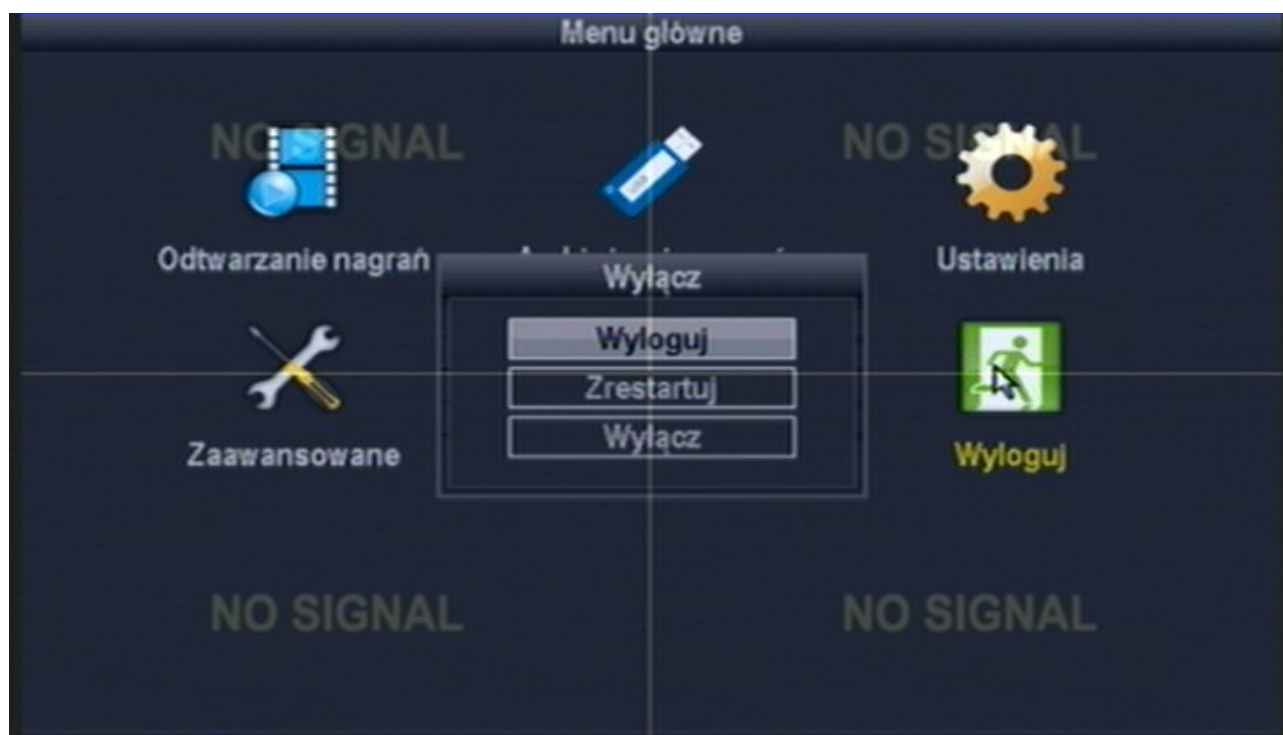 Menu główne
NO SIGNAL NO SIGNAL
USB
Odtwarzanie nagrań Ustawienia
Wyłącz
Wyloguj
Zrestartuj
Wyłącz
Zaawansowane Wyloguj
NO SIGNAL NO SIGNAL